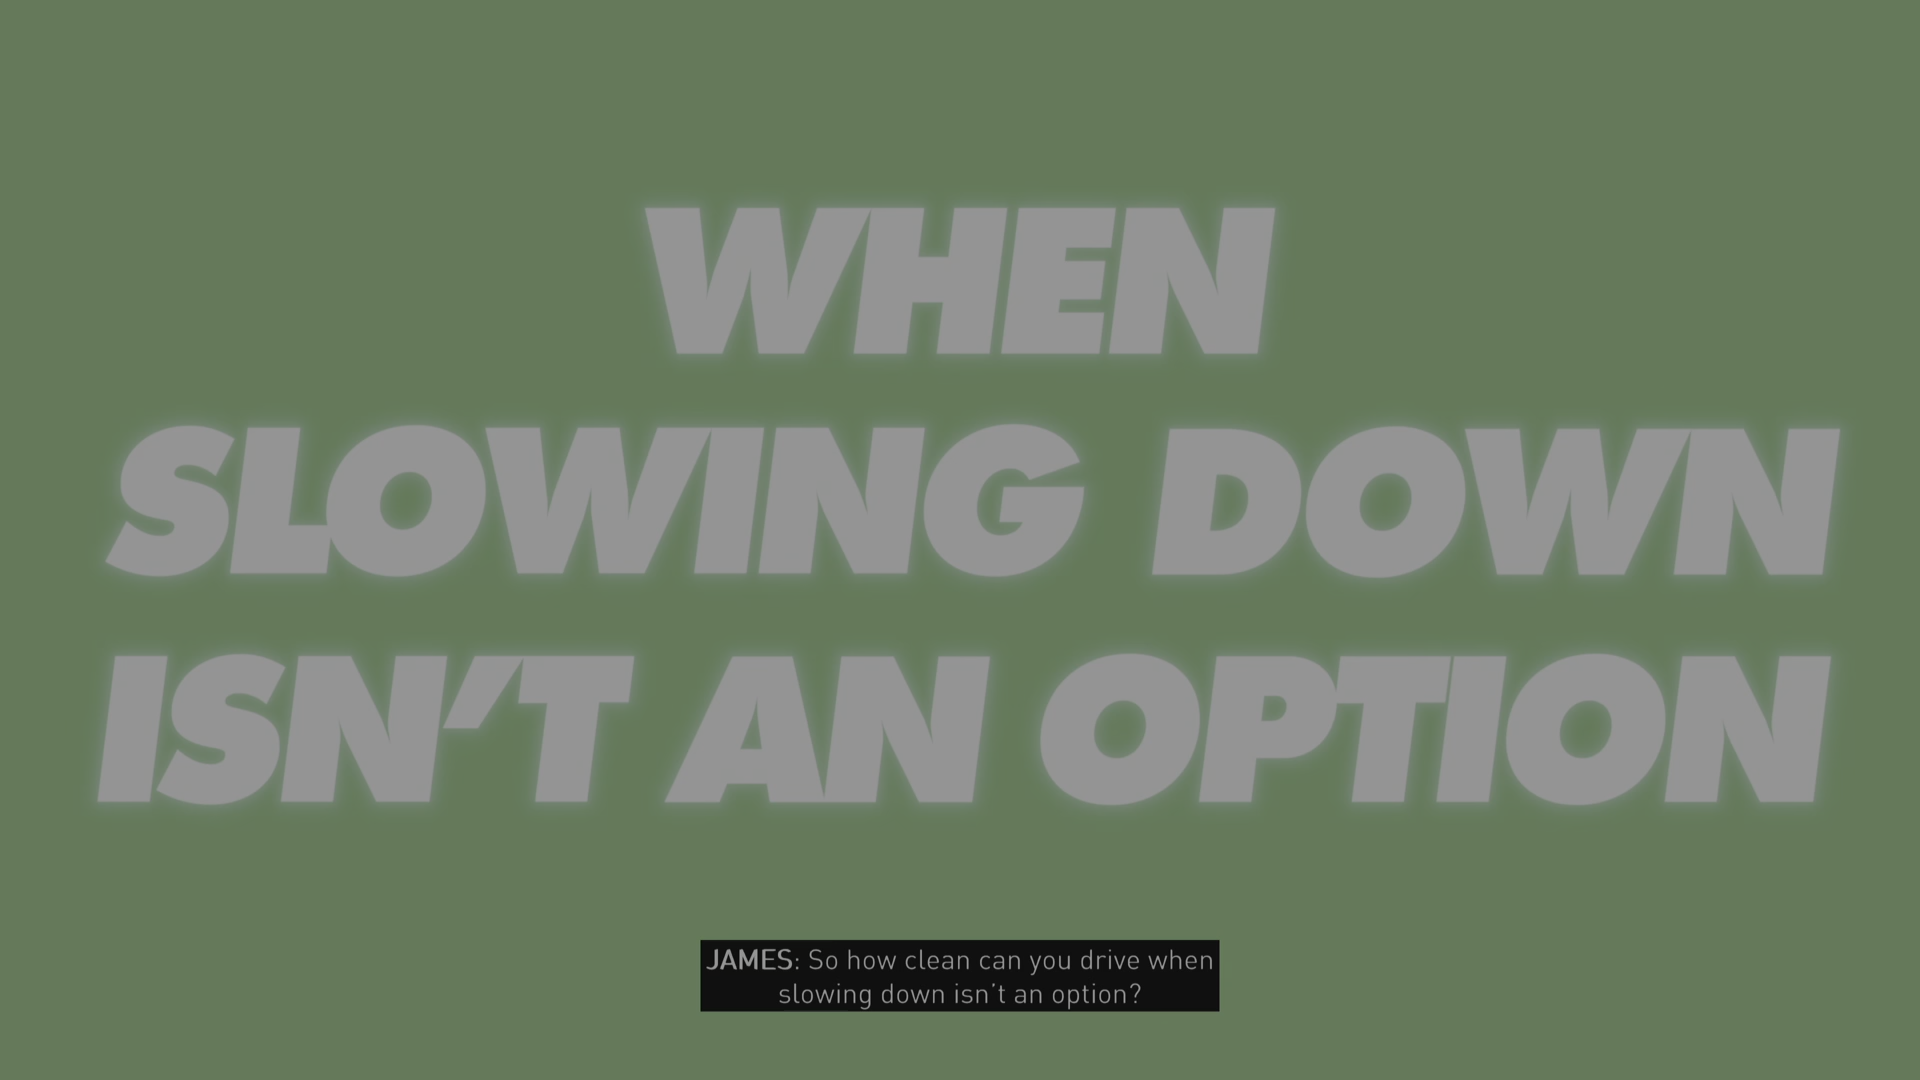 WHEN
SLOWING DOWN
ISN’T AN OPTION
JAMES: So how clean can you drive when
slowing down isn’t an option?